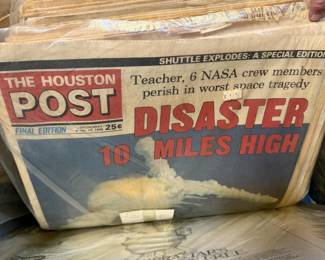 SHUTTLE EXPLODES: A SPECIAL EDITION
THE HOUSTON
POST
Teacher, 6 NASA crew members
perish in worst space tragedy
FINAL EDITION
25¢
DISASTER
10 MILES HIGH